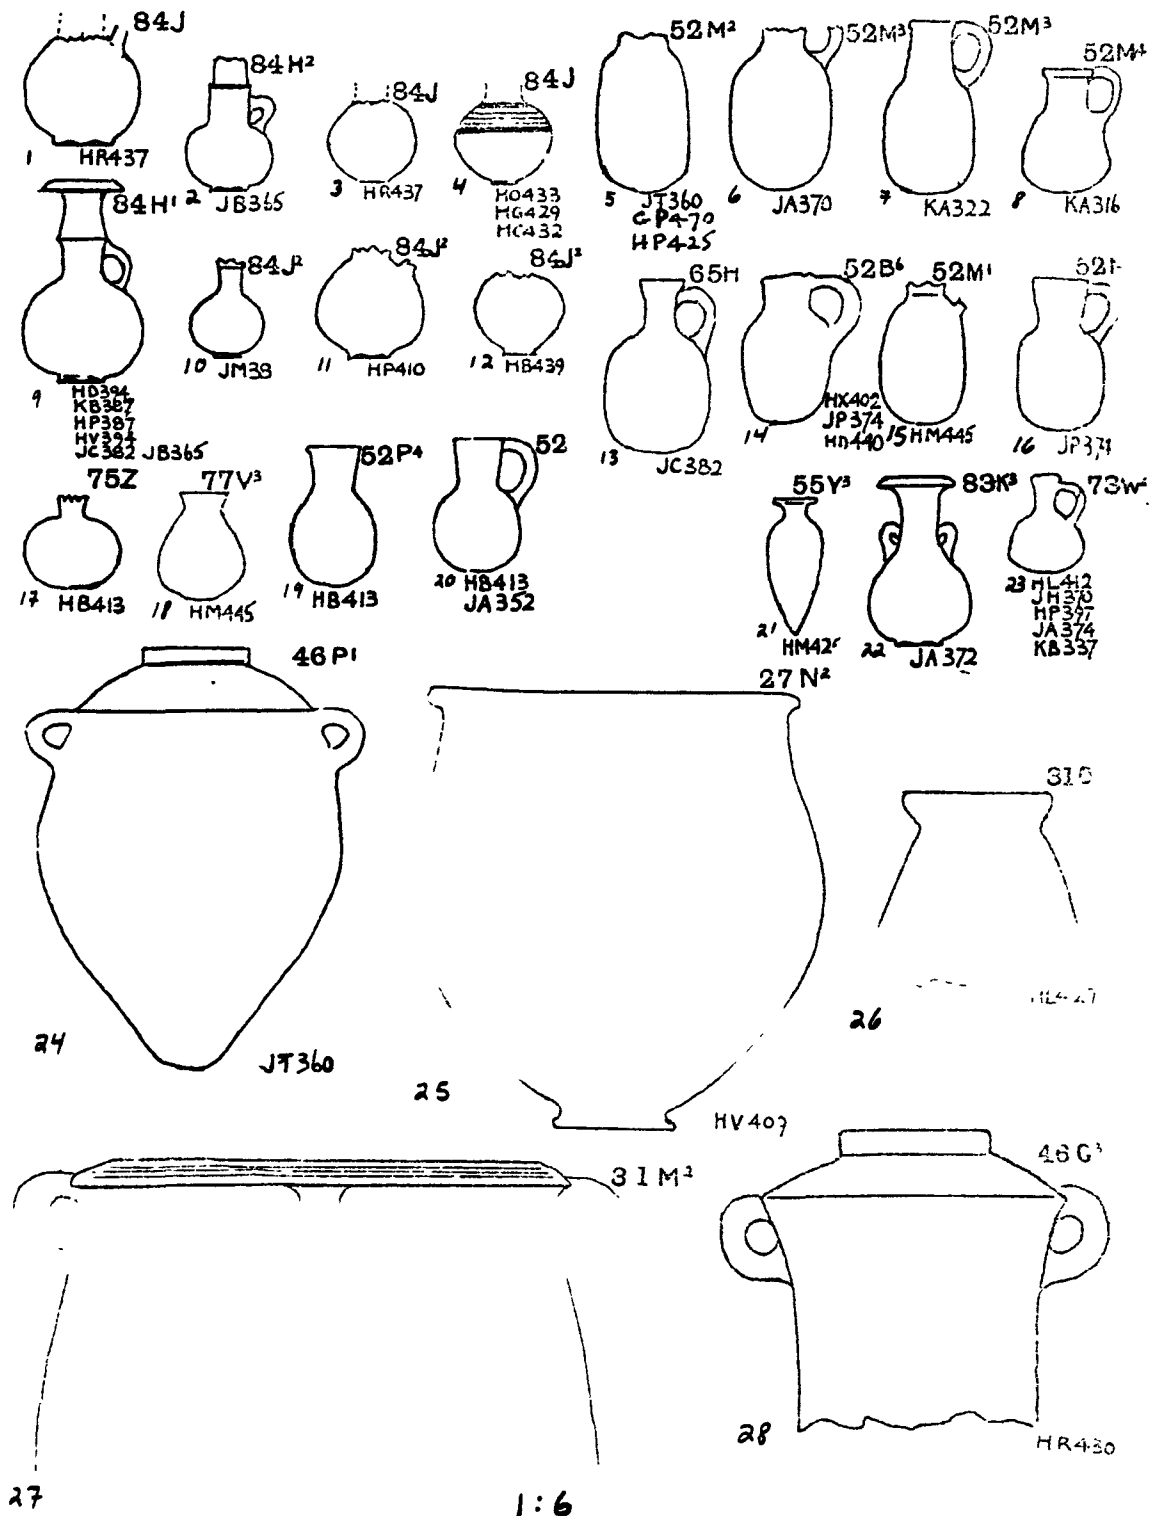 84J
1 HR437
84H²
2 JB365
84J
3 HR437
84J
4
HO433
HG429
HC432
52M²
5 JT360
GP470
HP425
52M³
6 JA370
52M³
7 KA322
52M⁴
8 KA316
84H¹
9
HD394
KB387
HP387
HV394
JC382 JB365
84J²
10 JM38
84J²
11 HP410
84J²
12 HB439
65H
13 JC382
52B⁶
14
HX402
JP374
HD440
52M¹
15 HM445
16 JP374
75Z
17 HB413
77V³
18 HM445
52P⁴
19 HB413
52
20 HB413
JA352
55Y³
21
83K³
22 JA372
23 HL412
JH370
HP397
JA374
KB337
46P¹
24 JT360
27N²
25 HV407
26
31M²
27
46G³
28 HR430
1:6